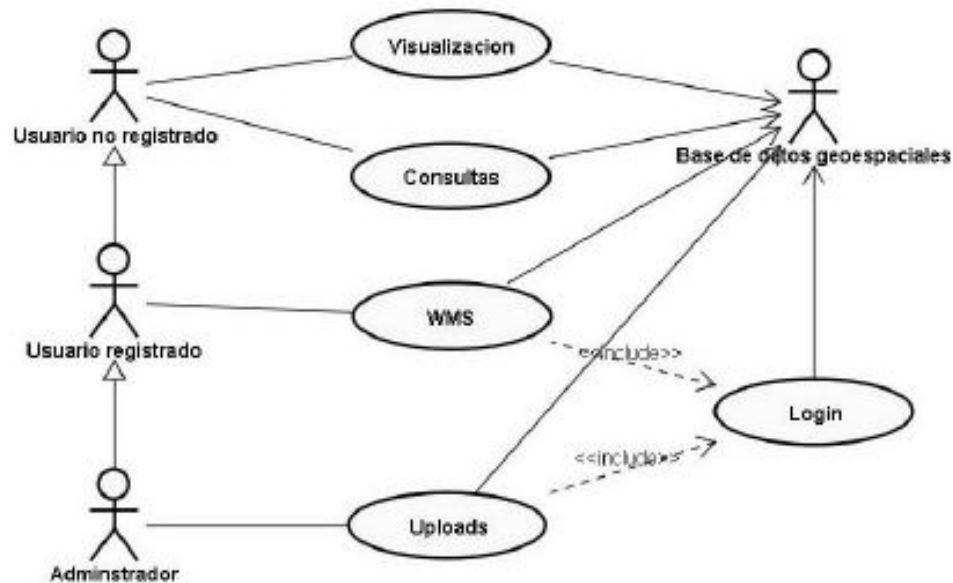 Visualizacion
Usuario no registrado
Base de datos geoespaciales
Consultas
WMS
Usuario registrado
<<include>>
Login
<<include>>
Uploads
Adminstrador